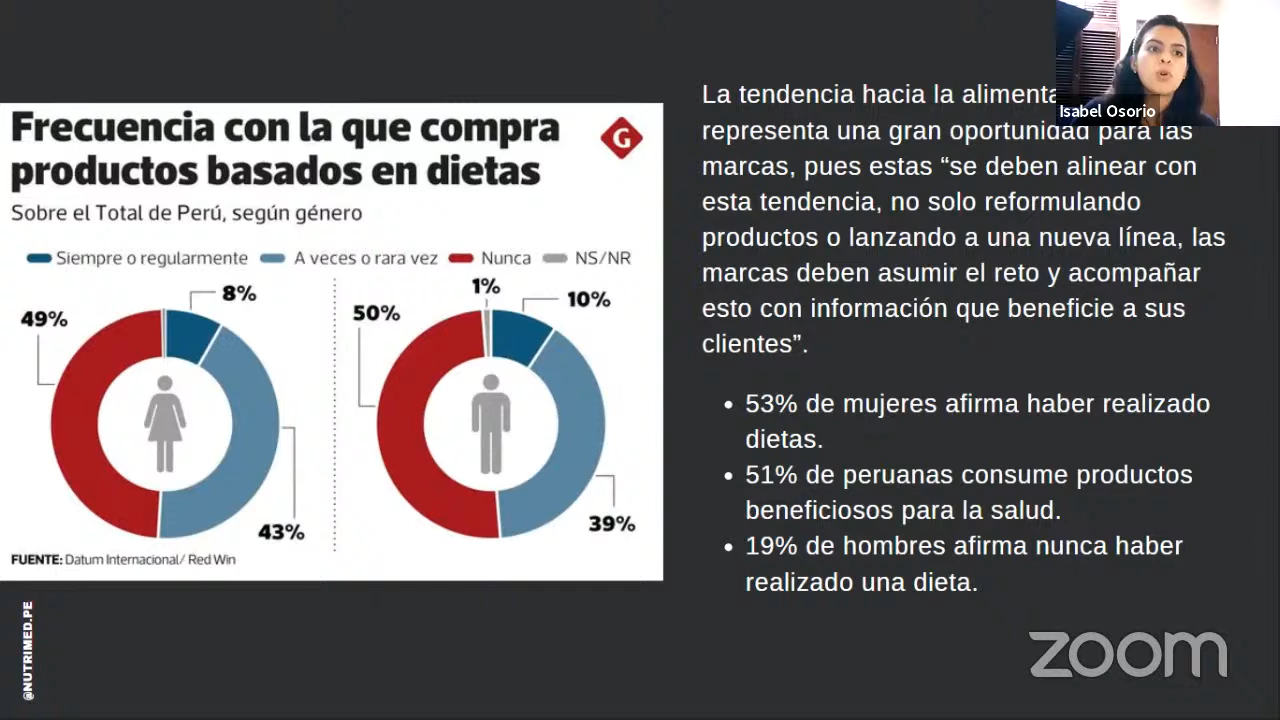 Frecuencia con la que compra
productos basados en dietas
G
Sobre el Total de Perú, según género
Siempre o regularmente
A veces o rara vez
Nunca
NS/NR
49%
8%
43%
50%
1%
10%
39%
FUENTE: Datum Internacional/ Red Win
@NUTRIMED.PE
La tendencia hacia la
representa una gran oportunidad para las
marcas, pues estas “se deben alinear con
esta tendencia, no solo reformulando
productos o lanzando a una nueva línea, las
marcas deben asumir el reto y acompañar
esto con información que beneficie a sus
clientes”.
• 53% de mujeres afirma haber realizado
dietas.
• 51% de peruanas consume productos
beneficiosos para la salud.
• 19% de hombres afirma nunca haber
realizado una dieta.
Isabel Osorio
zoom